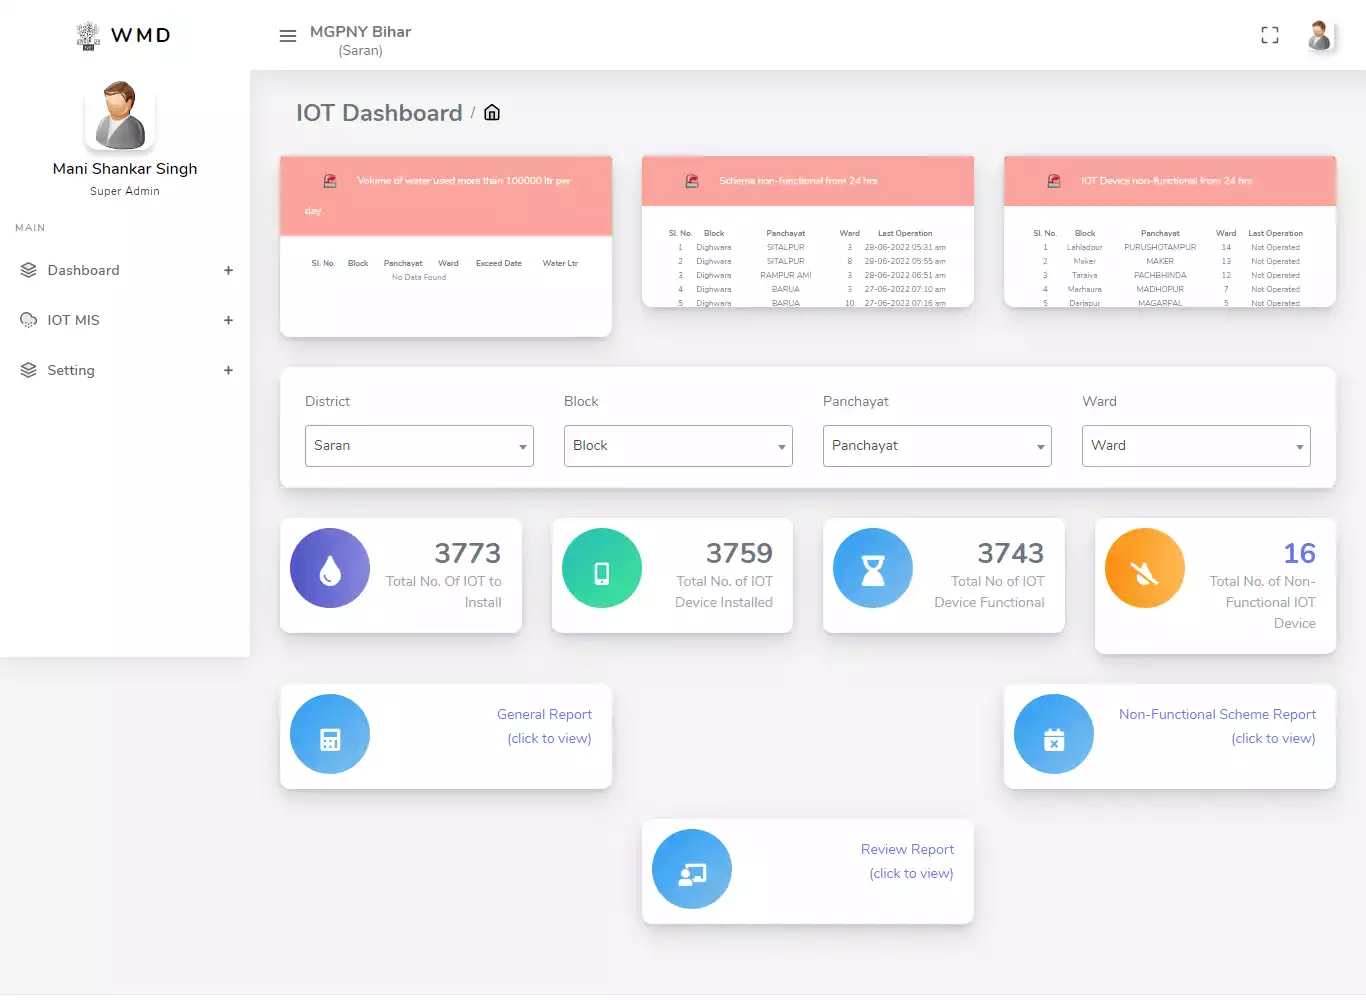 WMD
MGPNY Bihar
(Saran)
Mani Shankar Singh
Super Admin
MAIN
Dashboard +
IOT MIS +
Setting +
IOT Dashboard /
Volume of water used more than 100000 ltr per
day
Sl. No. Block Panchayat Ward Exceed Date Water Ltr
No Data Found
Scheme non-functional from 24 hrs
Sl. No. Block Panchayat Ward Last Operation
1 Dighwara SITALPUR 3 28-06-2022 05:31 am
2 Dighwara SITALPUR 8 28-06-2022 05:55 am
3 Dighwara RAMPUR AMI 3 28-06-2022 06:51 am
4 Dighwara BARUA 3 27-06-2022 07:10 am
5 Dighwara BARUA 10 27-06-2022 07:16 am
IOT Device non-functional from 24 hrs
Sl. No. Block Panchayat Ward Last Operation
1 Lahladpur PURUSHOTAMPUR 14 Not Operated
2 Maker MAKER 13 Not Operated
3 Taraiya PACHBHINDA 12 Not Operated
4 Marhaura MADHOPUR 7 Not Operated
5 Dariapur MAGARPAL 5 Not Operated
District Block Panchayat Ward
Saran Block Panchayat Ward
3773
Total No. Of IOT to
Install
3759
Total No. of IOT
Device Installed
3743
Total No of IOT
Device Functional
16
Total No. of Non-
Functional IOT
Device
General Report
(click to view)
Non-Functional Scheme Report
(click to view)
Review Report
(click to view)